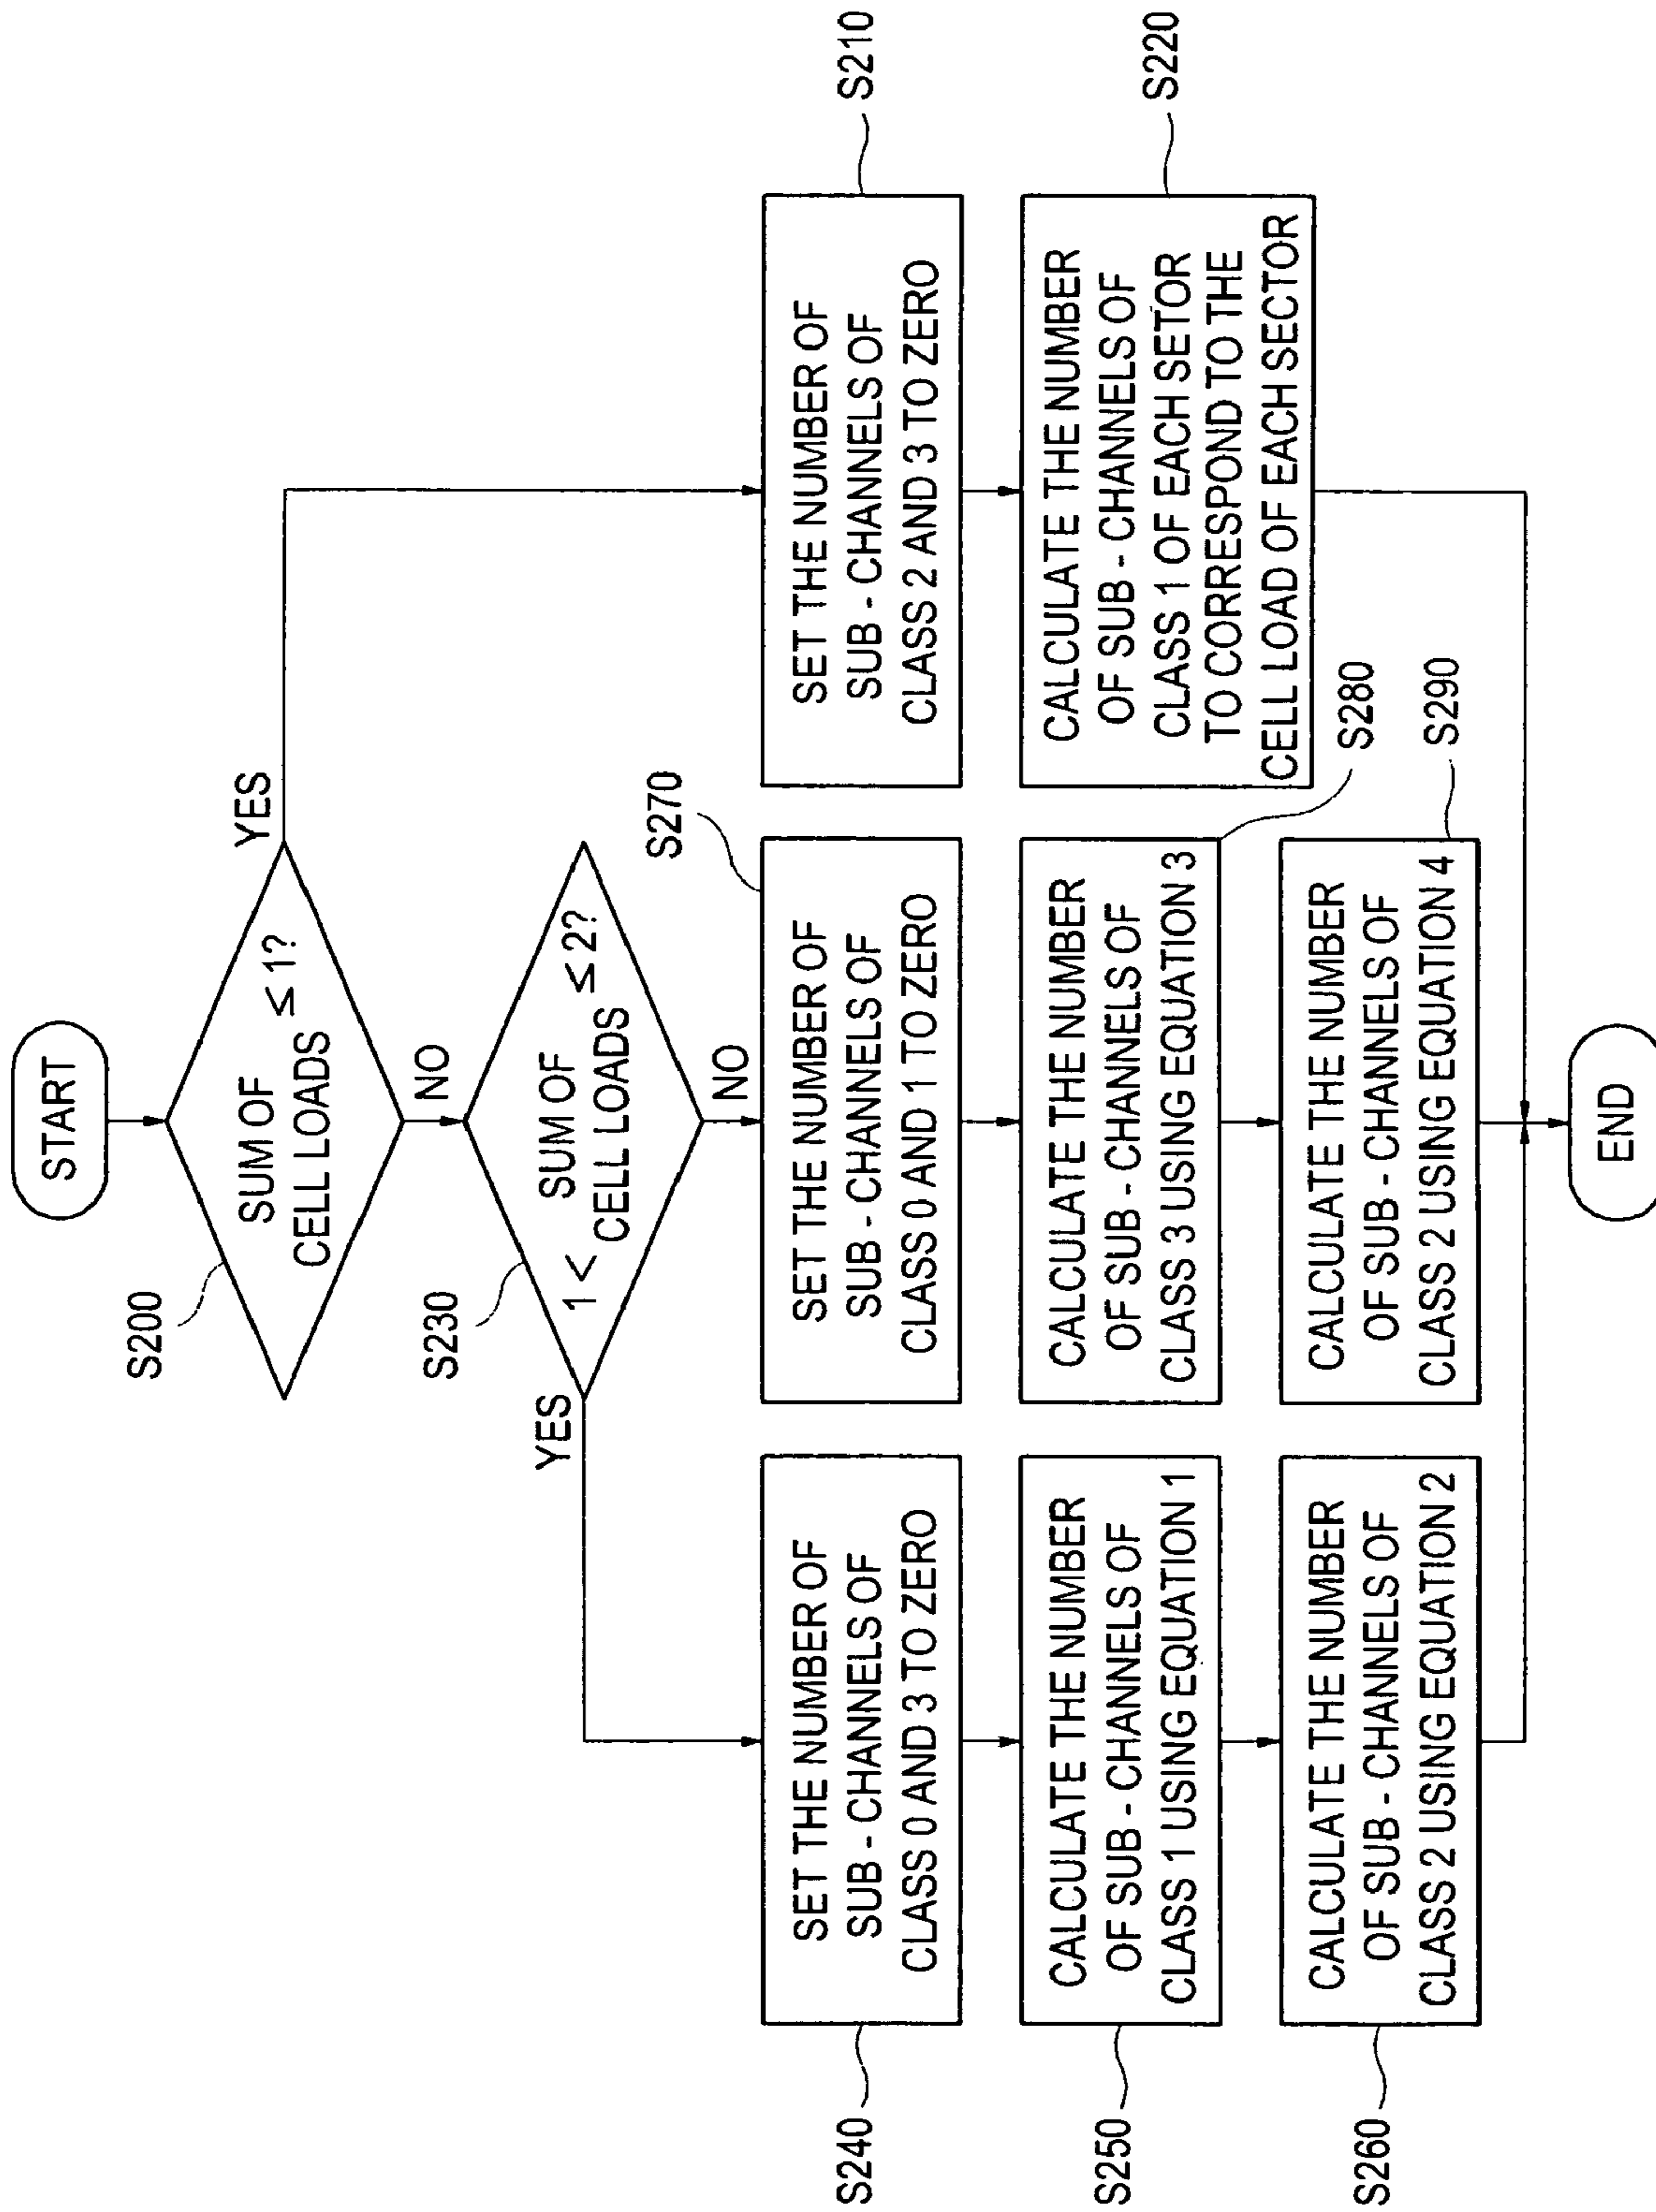 START
S200
SUM OF
CELL LOADS ≤ 1?
YES
NO
S230
1 < SUM OF
CELL LOADS ≤ 2?
YES
NO
S240
SET THE NUMBER OF
SUB - CHANNELS OF
CLASS 0 AND 3 TO ZERO
S250
CALCULATE THE NUMBER
OF SUB - CHANNELS OF
CLASS 1 USING EQUATION 1
S260
CALCULATE THE NUMBER
OF SUB - CHANNELS OF
CLASS 2 USING EQUATION 2
S270
SET THE NUMBER OF
SUB - CHANNELS OF
CLASS 0 AND 1 TO ZERO
S280
CALCULATE THE NUMBER
OF SUB - CHANNELS OF
CLASS 3 USING EQUATION 3
S290
CALCULATE THE NUMBER
OF SUB - CHANNELS OF
CLASS 2 USING EQUATION 4
S210
SET THE NUMBER OF
SUB - CHANNELS OF
CLASS 2 AND 3 TO ZERO
S220
CALCULATE THE NUMBER
OF SUB - CHANNELS OF
CLASS 1 OF EACH SETOR
TO CORRESPOND TO THE
CELL LOAD OF EACH SECTOR
END